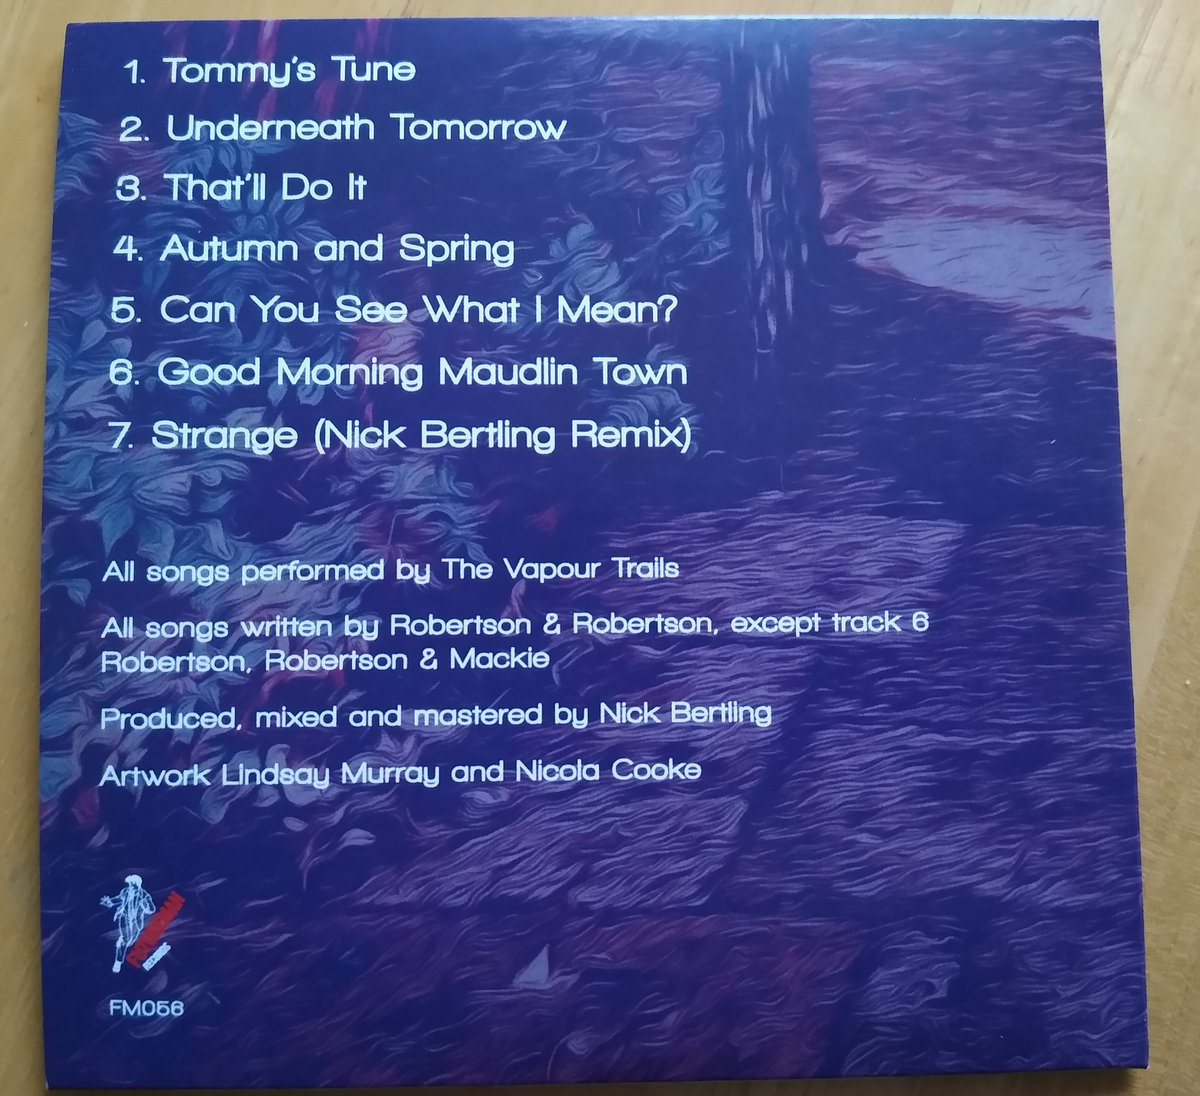 1. Tommy's Tune
2. Underneath Tomorrow
3. That'll Do It
4. Autumn and Spring
5. Can You See What I Mean?
6. Good Morning Maudlin Town
7. Strange (Nick Bertling Remix)
All songs performed by The Vapour Trails
All songs written by Robertson & Robertson, except track 6
Robertson, Robertson & Mackie
Produced, mixed and mastered by Nick Bertling
Artwork Lindsay Murray and Nicola Cooke
RECORDS
FM056